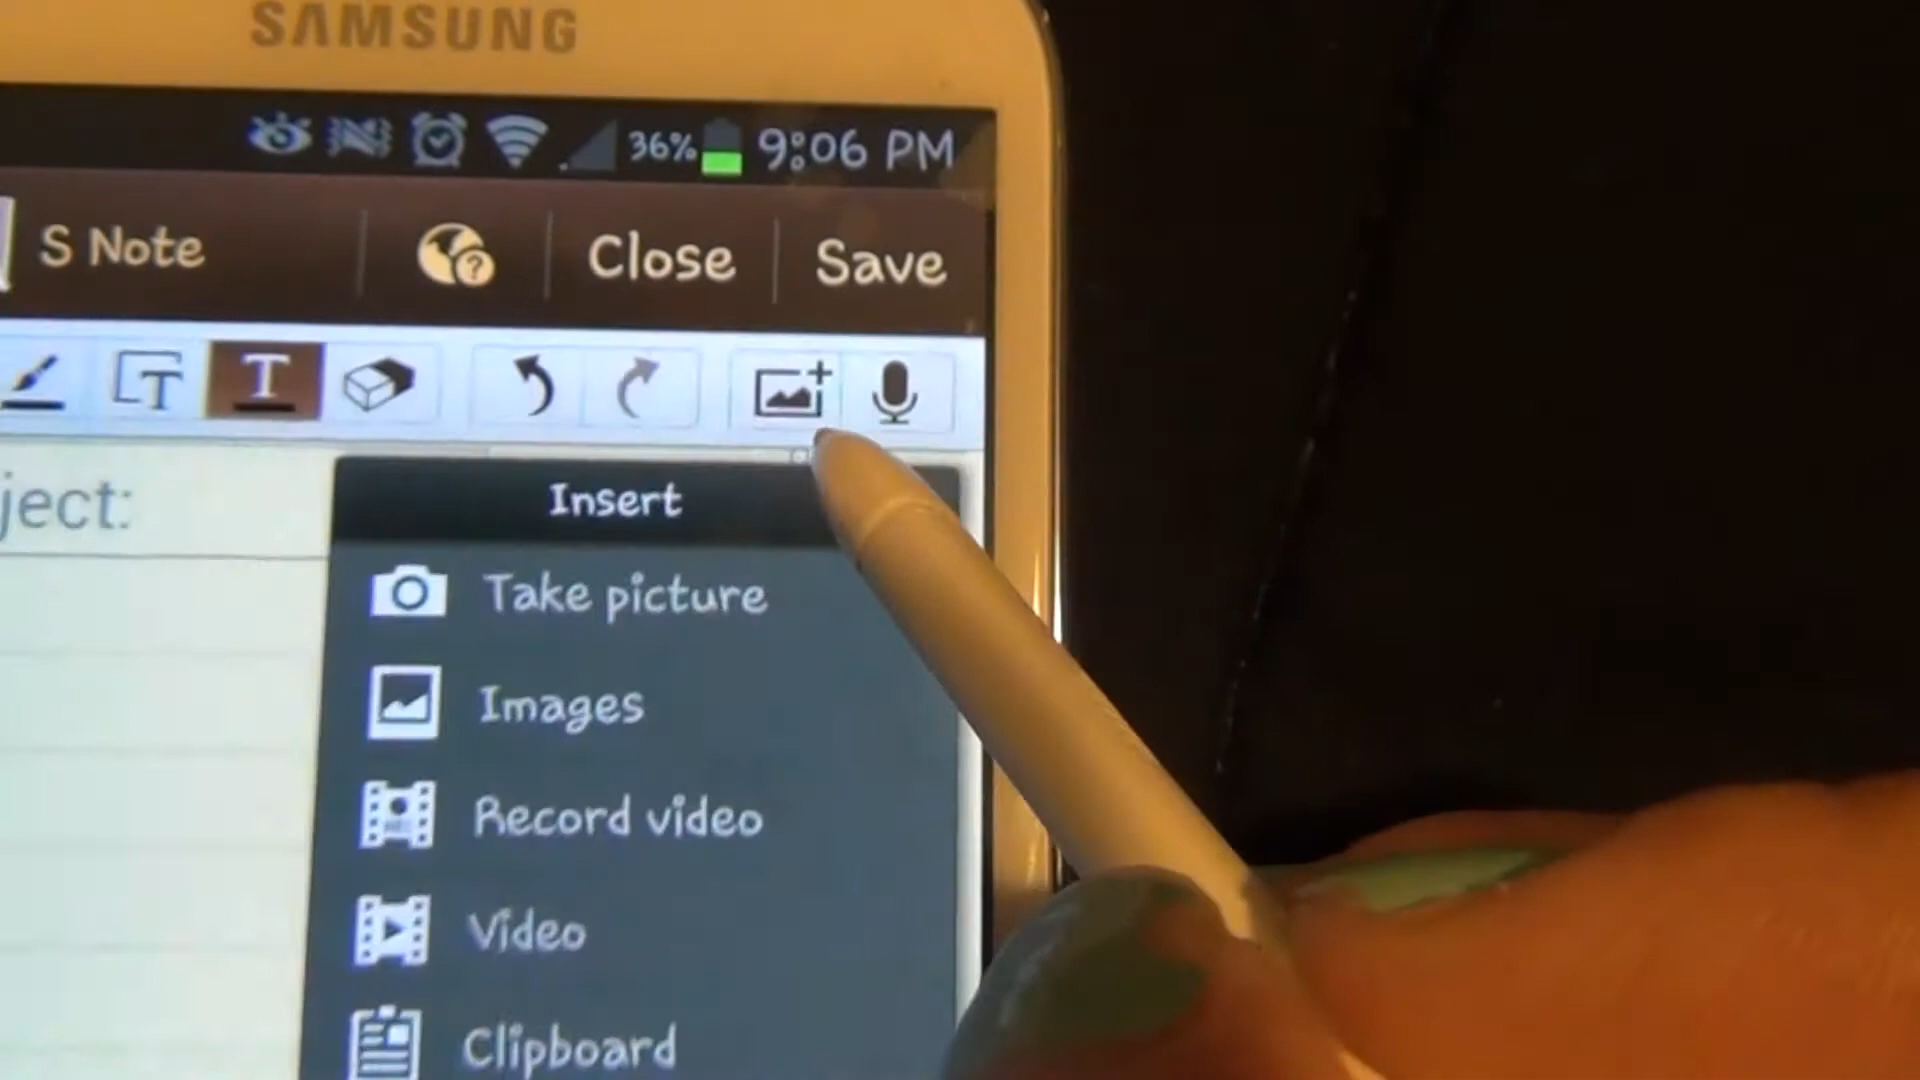 SAMSUNG
36% 9:06 PM
S Note
Close
Save
T
T
ject:
Insert
Take picture
Images
Record video
Video
Clipboard